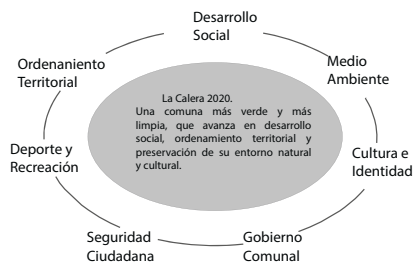 Desarrollo
Social
Ordenaniento
Territorial
Medio
Ambiente
La Calera 2020.
Una comuna más verde y más
limpia, que avanza en desarrollo
social, ordenamiento territorial y
preservación de su entorno natural
y cultural.
Deporte y
Recreación
Cultura e
Identidad
Seguridad
Ciudadana
Gobierno
Comunal